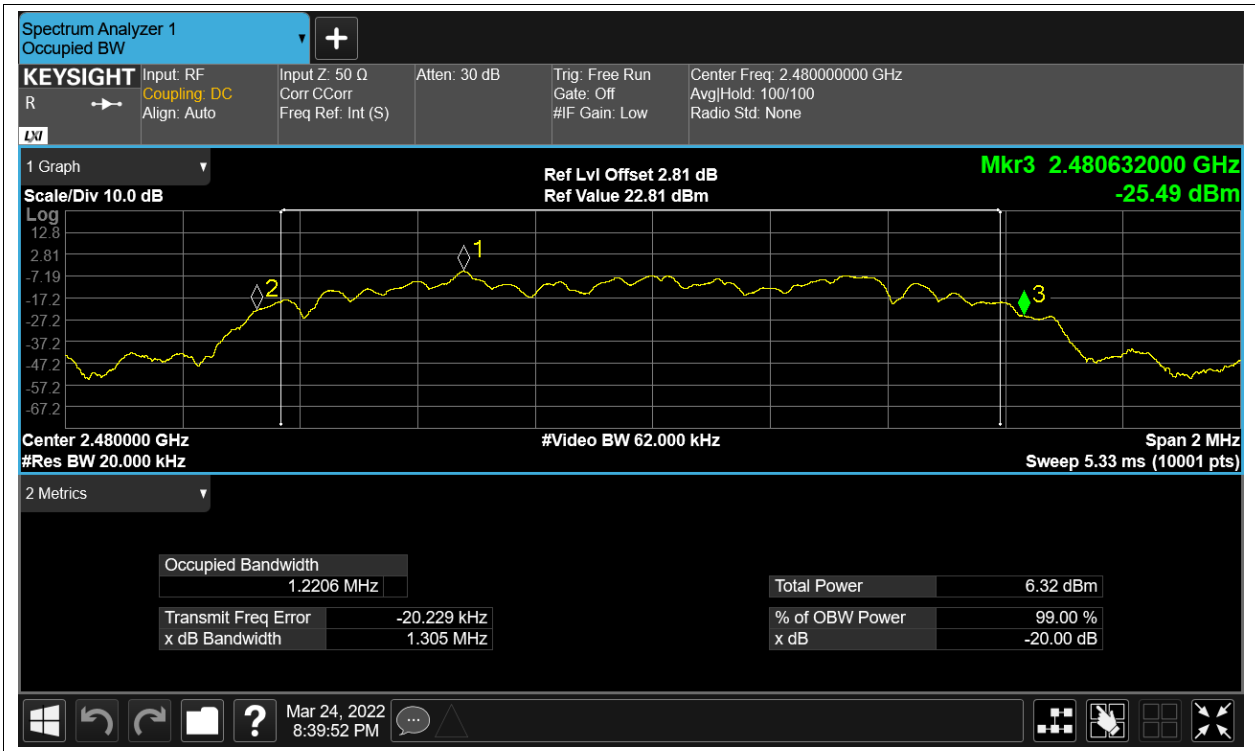 Spectrum Analyzer 1
Occupied BW
KEYSIGHT
R
LXI
Input: RF
Coupling: DC
Align: Auto
Input Z: 50 Ω
Corr CCorr
Freq Ref: Int (S)
Atten: 30 dB
Trig: Free Run
Gate: Off
#IF Gain: Low
Center Freq: 2.480000000 GHz
Avg|Hold: 100/100
Radio Std: None
1 Graph
Scale/Div 10.0 dB
Ref Lvl Offset 2.81 dB
Ref Value 22.81 dBm
Mkr3 2.480632000 GHz
-25.49 dBm
Log
12.8
2.81
-7.19
-17.2
-27.2
-37.2
-47.2
-57.2
-67.2
1
2
3
Center 2.480000 GHz
#Res BW 20.000 kHz
#Video BW 62.000 kHz
Span 2 MHz
Sweep 5.33 ms (10001 pts)
2 Metrics
Occupied Bandwidth
1.2206 MHz
Transmit Freq Error -20.229 kHz
x dB Bandwidth 1.305 MHz
Total Power 6.32 dBm
% of OBW Power 99.00 %
x dB -20.00 dB
Mar 24, 2022
8:39:52 PM